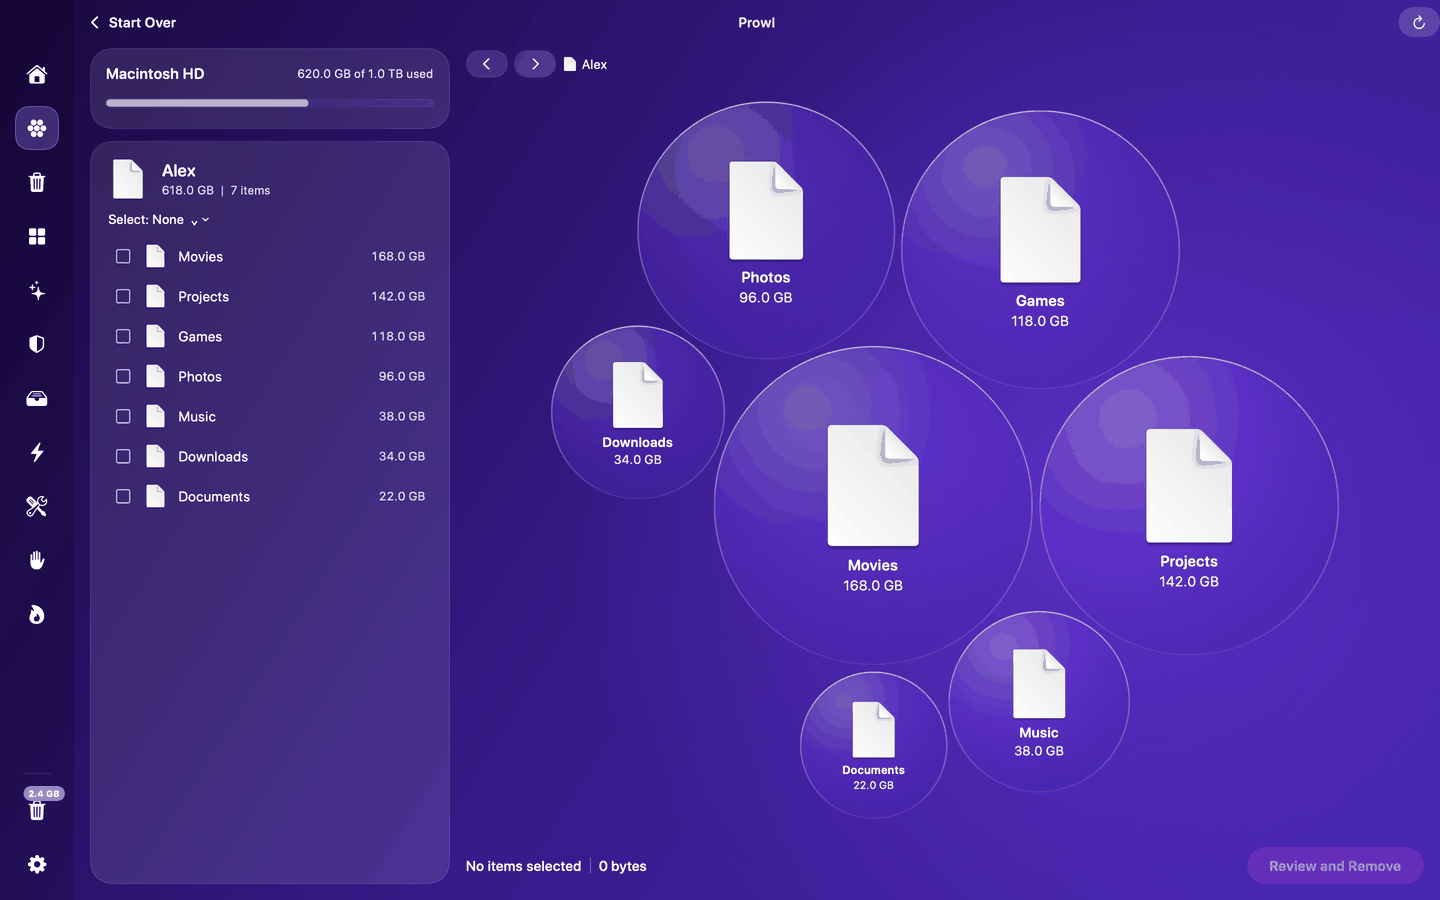 Start Over
Prowl
Macintosh HD
620.0 GB of 1.0 TB used
Alex
618.0 GB | 7 items
Select: None
Movies 168.0 GB
Projects 142.0 GB
Games 118.0 GB
Photos 96.0 GB
Music 38.0 GB
Downloads 34.0 GB
Documents 22.0 GB
2.4 GB
Alex
Photos
96.0 GB
Games
118.0 GB
Downloads
34.0 GB
Movies
168.0 GB
Projects
142.0 GB
Music
38.0 GB
Documents
22.0 GB
No items selected | 0 bytes
Review and Remove